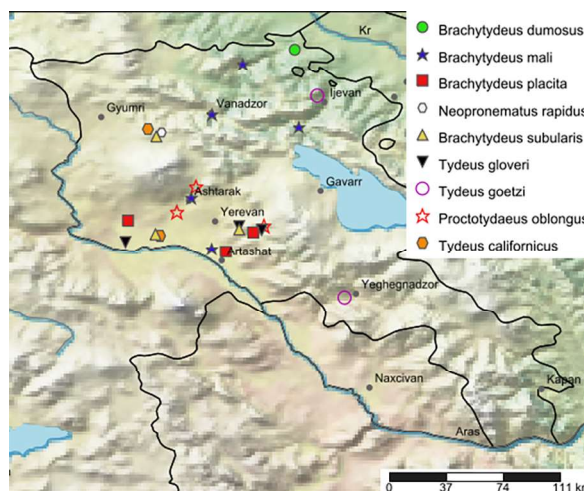 Brachytydeus dumosus
Brachytydeus mali
Brachytydeus placita
Neopronematus rapidus
Brachytydeus subularis
Tydeus gloveri
Tydeus goetzi
Proctotydaeus oblongus
Tydeus californicus
Kr
Ijevan
Gyumri
Vanadzor
Gavarr
Ashtarak
Yerevan
Artashat
Yeghegnadzor
Naxcivan
Kapan
Aras
0 37 74 111 km